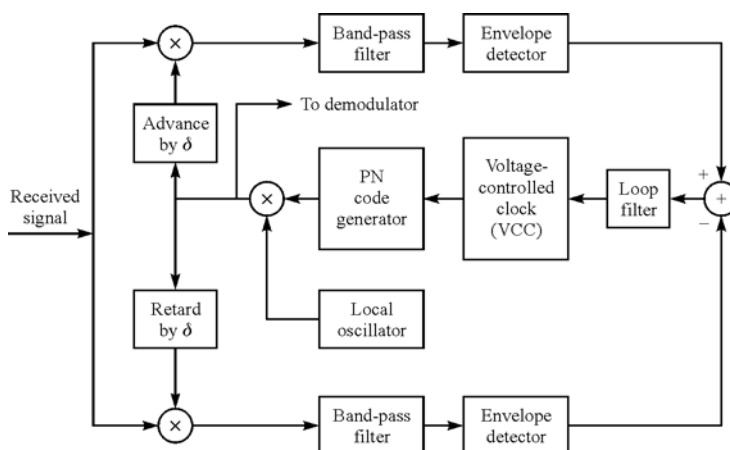 ×
Band-pass
filter
Envelope
detector
To demodulator
Advance
by δ
Received
signal
×
PN
code
generator
Voltage-
controlled
clock
(VCC)
Loop
filter
+
+
−
Retard
by δ
Local
oscillator
×
Band-pass
filter
Envelope
detector